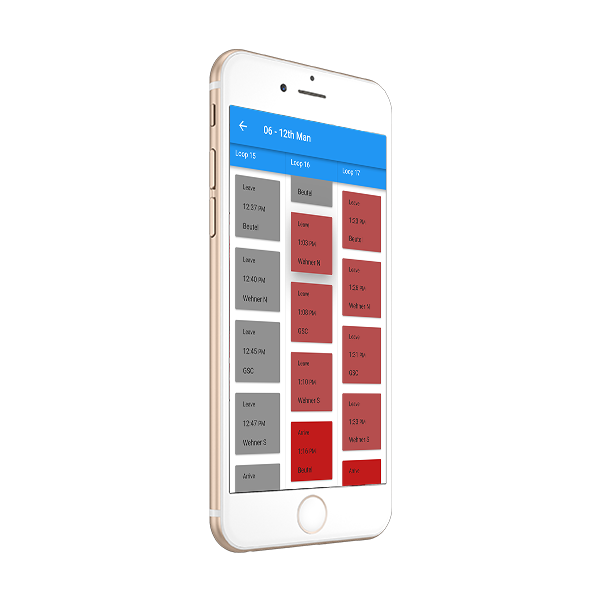 06 - 12th Man
Loop 15
Leave
12:37 PM
Beutel
Leave
12:40 PM
Wehner N
Leave
12:45 PM
GSC
Leave
12:47 PM
Wehner S
Arrive
Loop 16
Beutel
Leave
1:03 PM
Wehner N
Leave
1:08 PM
GSC
Leave
1:10 PM
Wehner S
Arrive
1:16 PM
Beutel
Loop 17
Leave
1:23 PM
Beutel
Leave
1:26 PM
Wehner N
Leave
1:31 PM
GSC
Leave
1:33 PM
Wehner S
Arrive